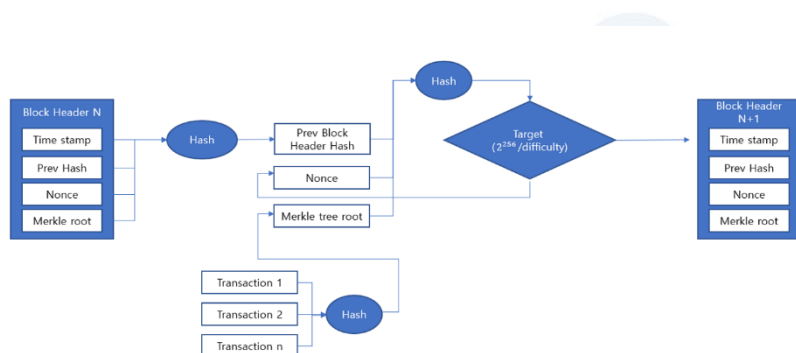 Block Header N
Time stamp
Prev Hash
Nonce
Merkle root
Hash
Prev Block
Header Hash
Nonce
Merkle tree root
Transaction 1
Transaction 2
Transaction n
Hash
Hash
Target
(2²⁵⁶/difficulty)
Block Header
N+1
Time stamp
Prev Hash
Nonce
Merkle root